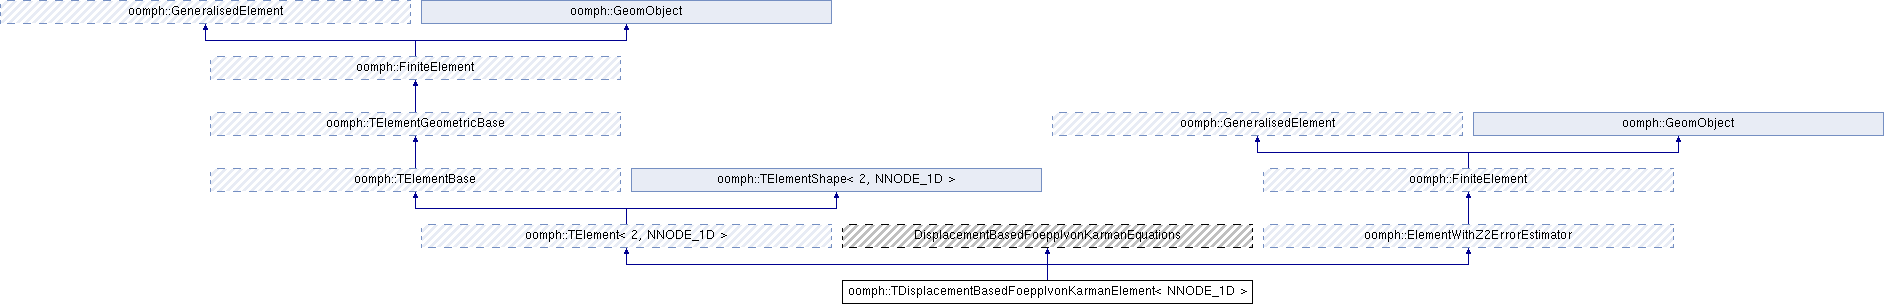 oomph::GeneralisedElement
oomph::GeomObject
oomph::FiniteElement
oomph::TElementGeometricBase
oomph::GeneralisedElement
oomph::GeomObject
oomph::TElementBase
oomph::TElementShape< 2, NNODE_1D >
oomph::FiniteElement
oomph::TElement< 2, NNODE_1D >
DisplacementBasedFoepplvonKarmanEquations
oomph::ElementWithZ2ErrorEstimator
oomph::TDisplacementBasedFoepplvonKarmanElement< NNODE_1D >